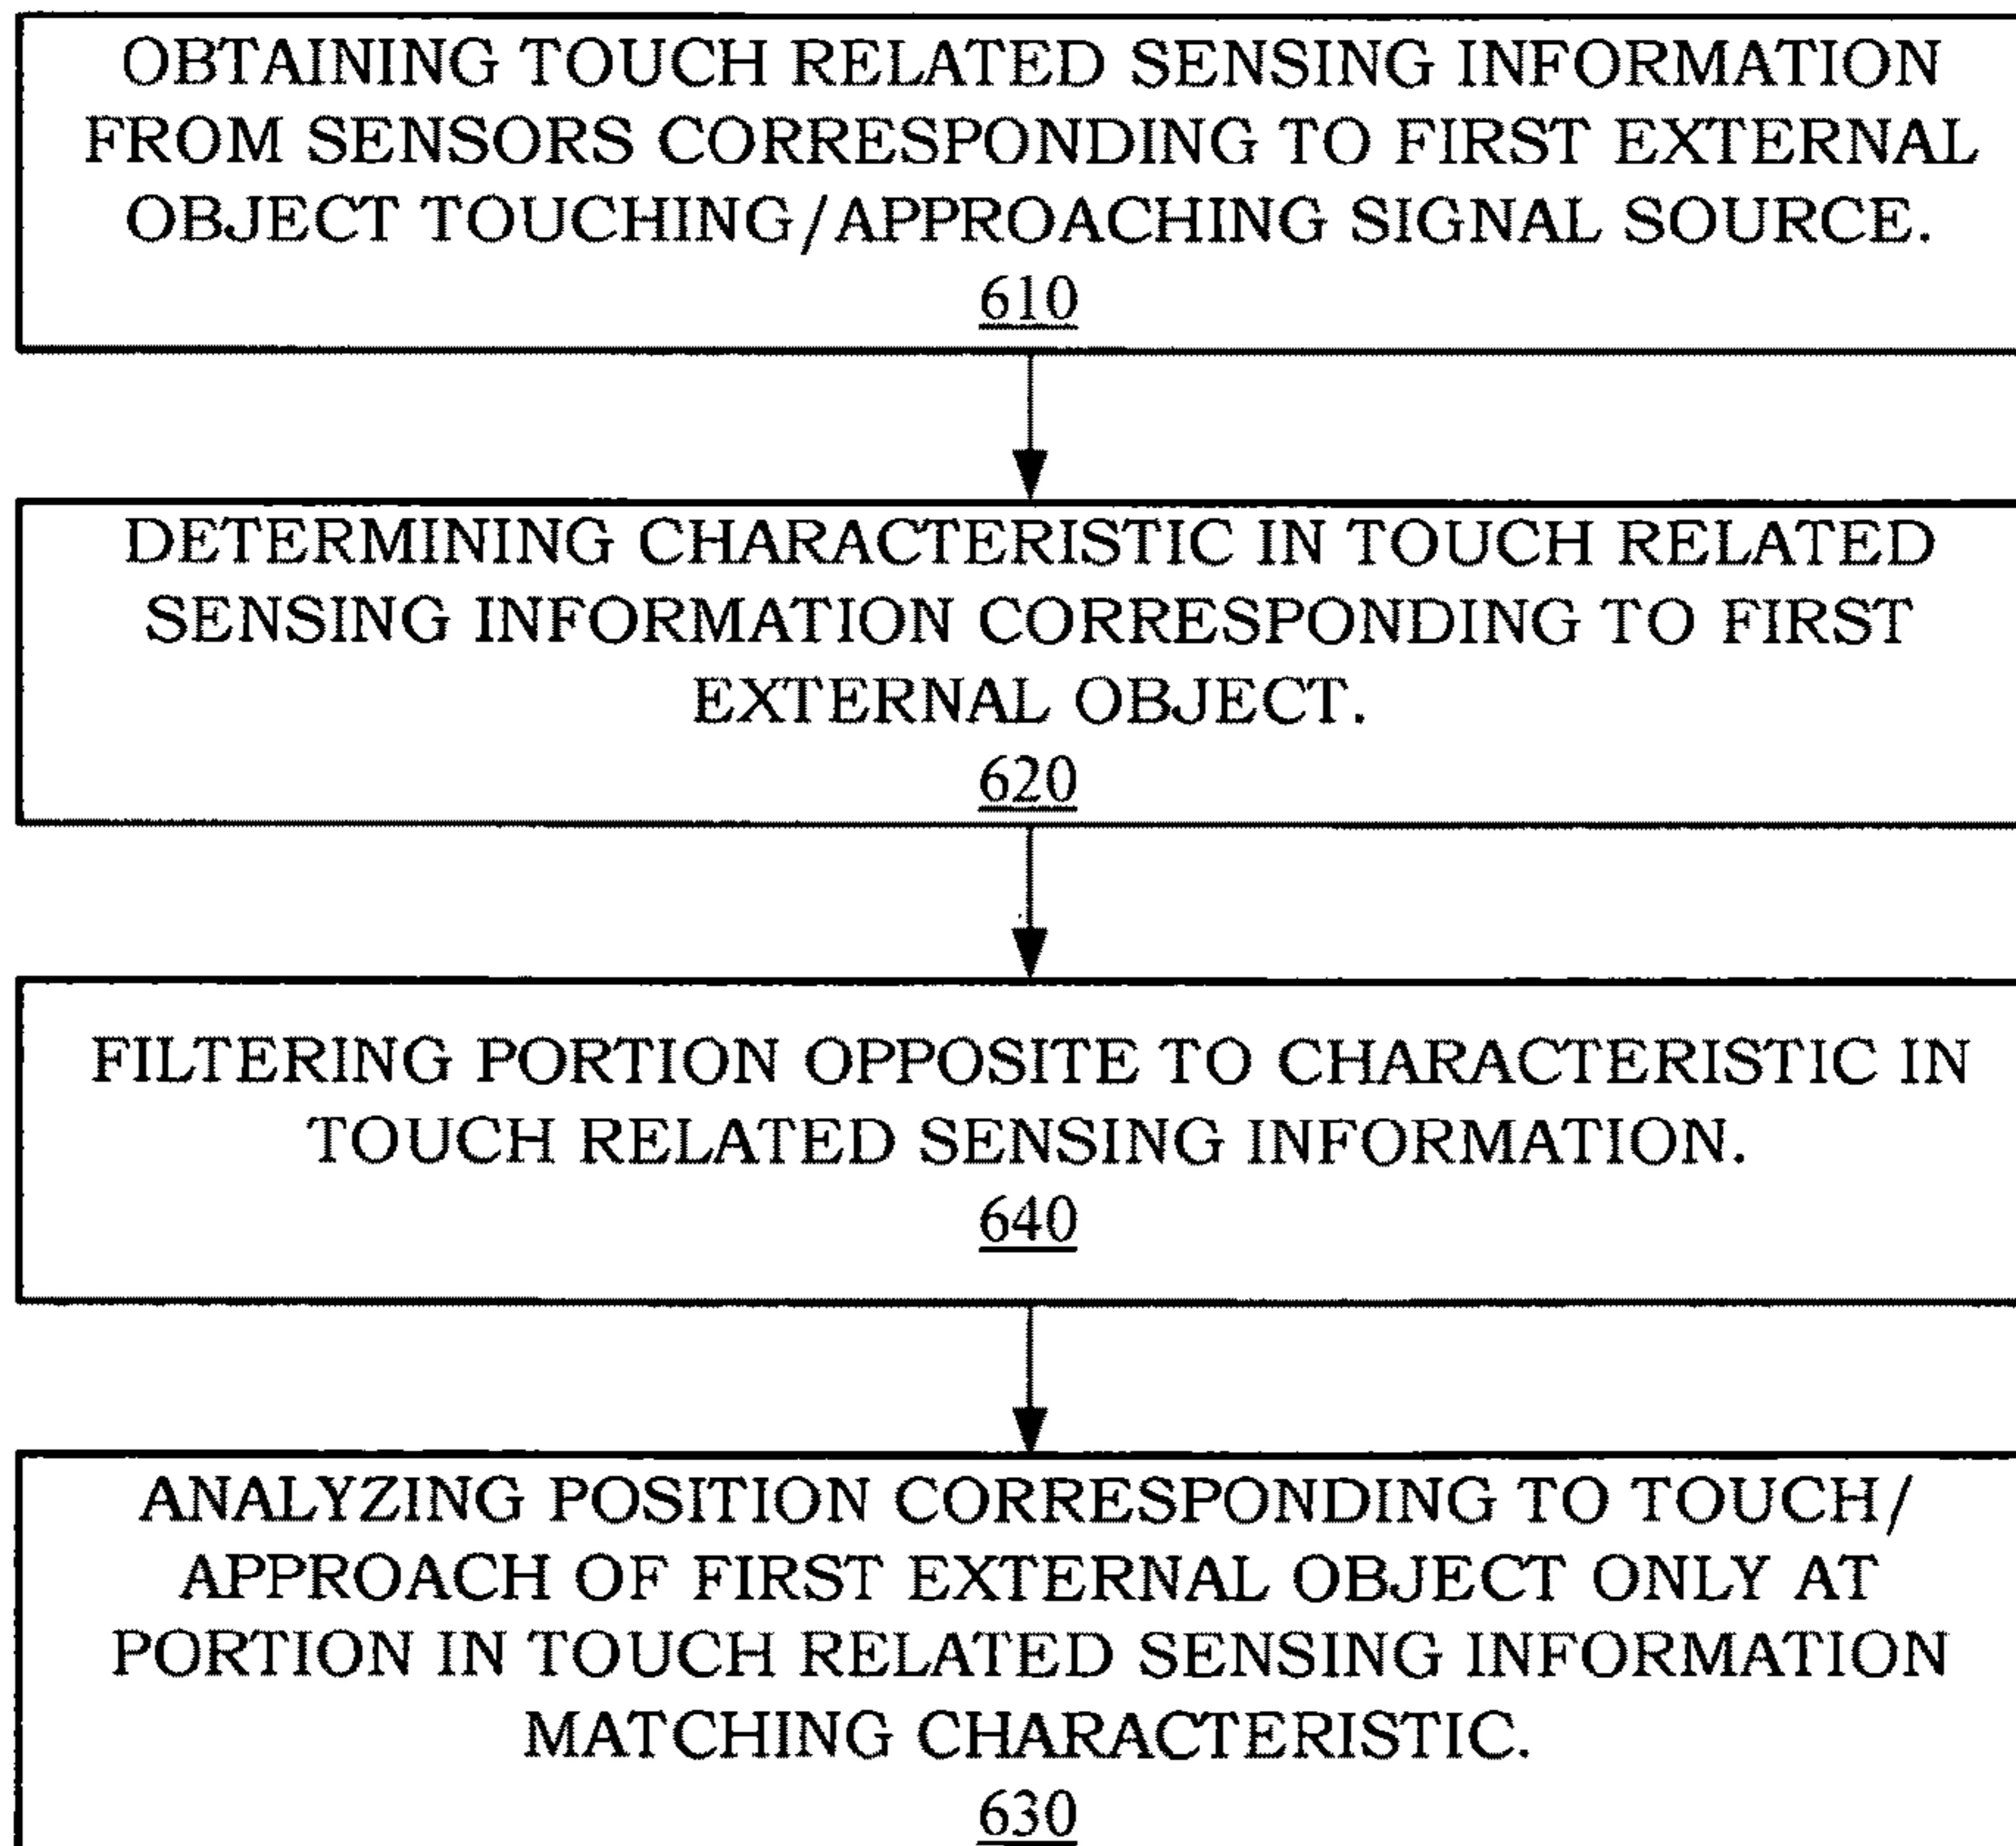 OBTAINING TOUCH RELATED SENSING INFORMATION
FROM SENSORS CORRESPONDING TO FIRST EXTERNAL
OBJECT TOUCHING/APPROACHING SIGNAL SOURCE.
610
DETERMINING CHARACTERISTIC IN TOUCH RELATED
SENSING INFORMATION CORRESPONDING TO FIRST
EXTERNAL OBJECT.
620
FILTERING PORTION OPPOSITE TO CHARACTERISTIC IN
TOUCH RELATED SENSING INFORMATION.
640
ANALYZING POSITION CORRESPONDING TO TOUCH/
APPROACH OF FIRST EXTERNAL OBJECT ONLY AT
PORTION IN TOUCH RELATED SENSING INFORMATION
MATCHING CHARACTERISTIC.
630